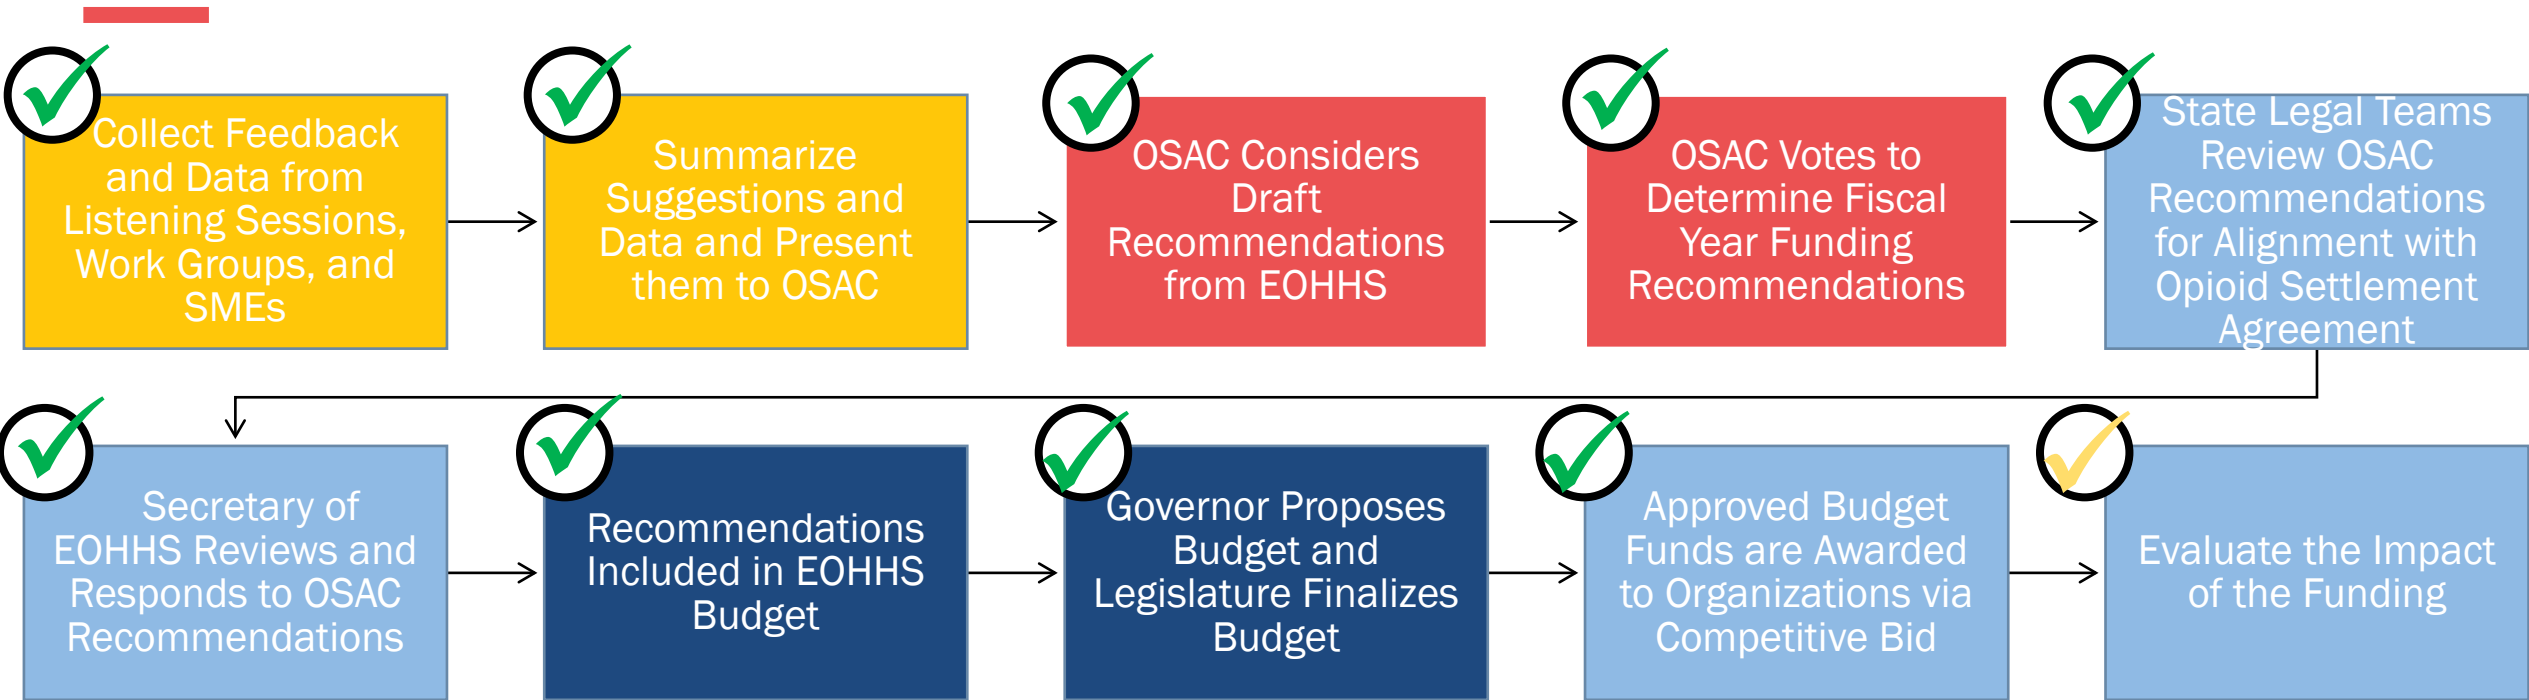 Collect Feedback
and Data from
Listening Sessions,
Work Groups, and
SMEs
Summarize
Suggestions and
Data and Present
them to OSAC
OSAC Considers
Draft
Recommendations
from EOHHS
OSAC Votes to
Determine Fiscal
Year Funding
Recommendations
State Legal Teams
Review OSAC
Recommendations
for Alignment with
Opioid Settlement
Agreement
Secretary of
EOHHS Reviews and
Responds to OSAC
Recommendations
Recommendations
Included in EOHHS
Budget
Governor Proposes
Budget and
Legislature Finalizes
Budget
Approved Budget
Funds are Awarded
to Organizations via
Competitive Bid
Evaluate the Impact
of the Funding